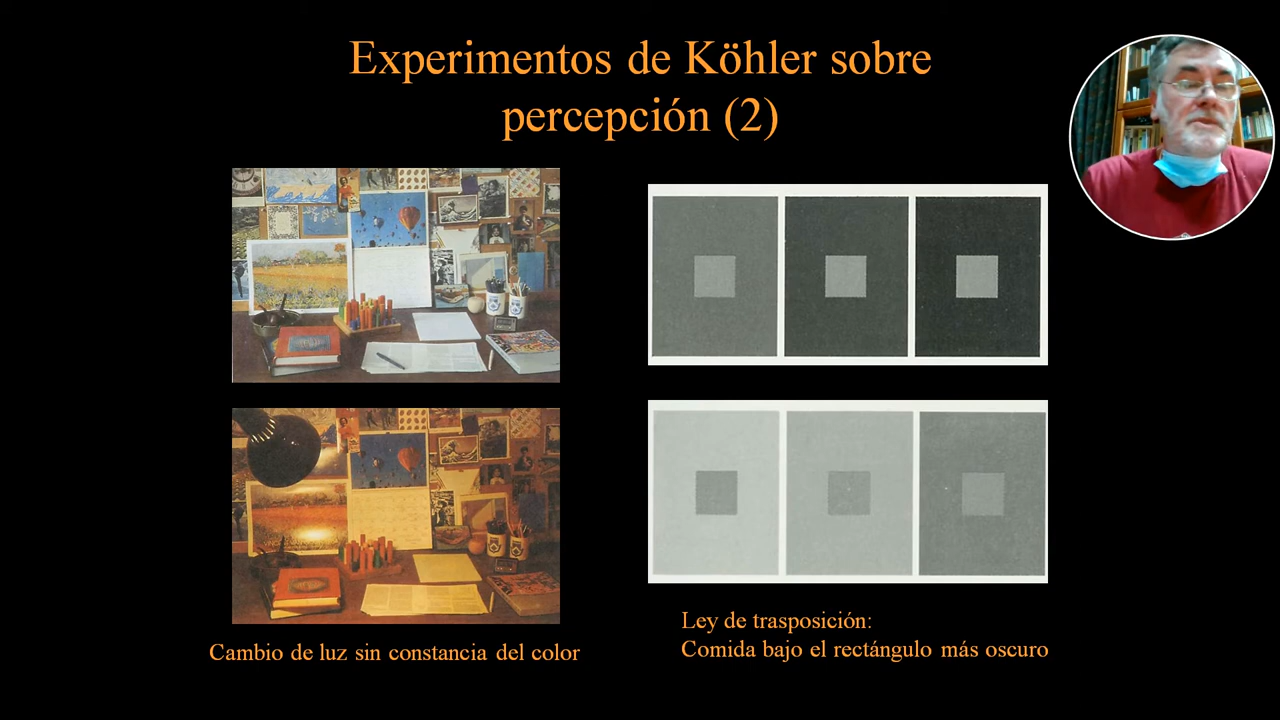 Experimentos de Köhler sobre
percepción (2)
Cambio de luz sin constancia del color
Ley de trasposición:
Comida bajo el rectángulo más oscuro